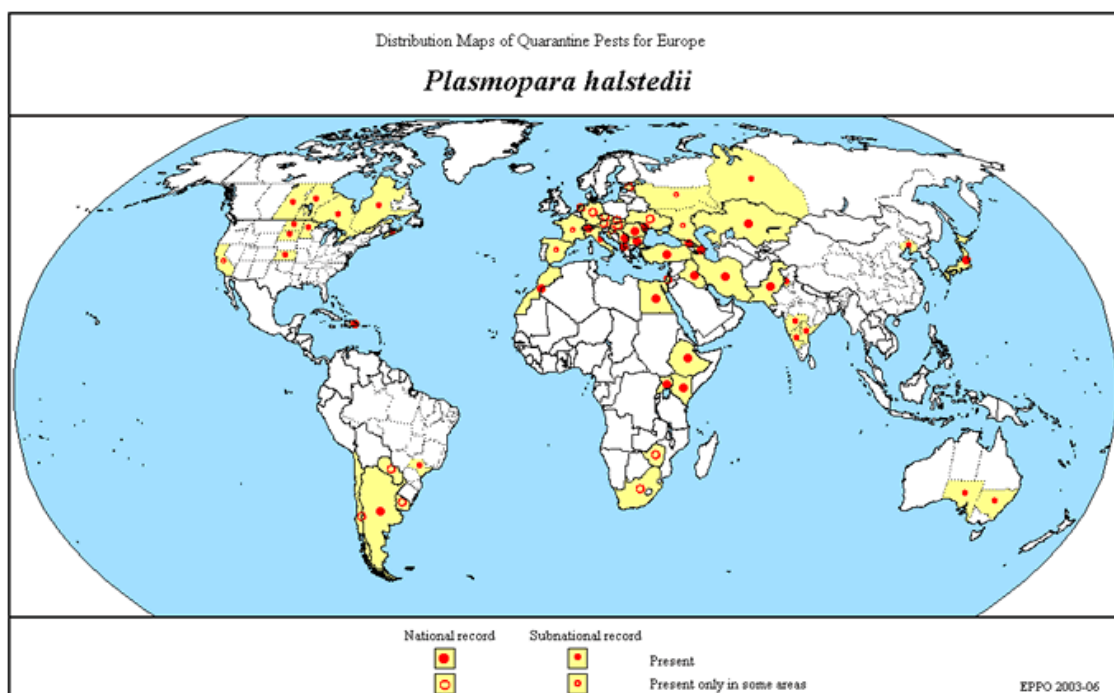 Distribution Maps of Quarantine Pests for Europe
Plasmopara halstedii
National record Subnational record
Present
Present only in some areas
EPPO 2003-06